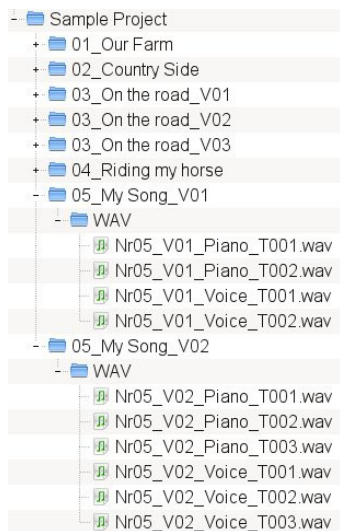 Sample Project
01_Our Farm
02_Country Side
03_On the road_V01
03_On the road_V02
03_On the road_V03
04_Riding my horse
05_My Song_V01
WAV
Nr05_V01_Piano_T001.wav
Nr05_V01_Piano_T002.wav
Nr05_V01_Voice_T001.wav
Nr05_V01_Voice_T002.wav
05_My Song_V02
WAV
Nr05_V02_Piano_T001.wav
Nr05_V02_Piano_T002.wav
Nr05_V02_Piano_T003.wav
Nr05_V02_Voice_T001.wav
Nr05_V02_Voice_T002.wav
Nr05_V02_Voice_T003.wav